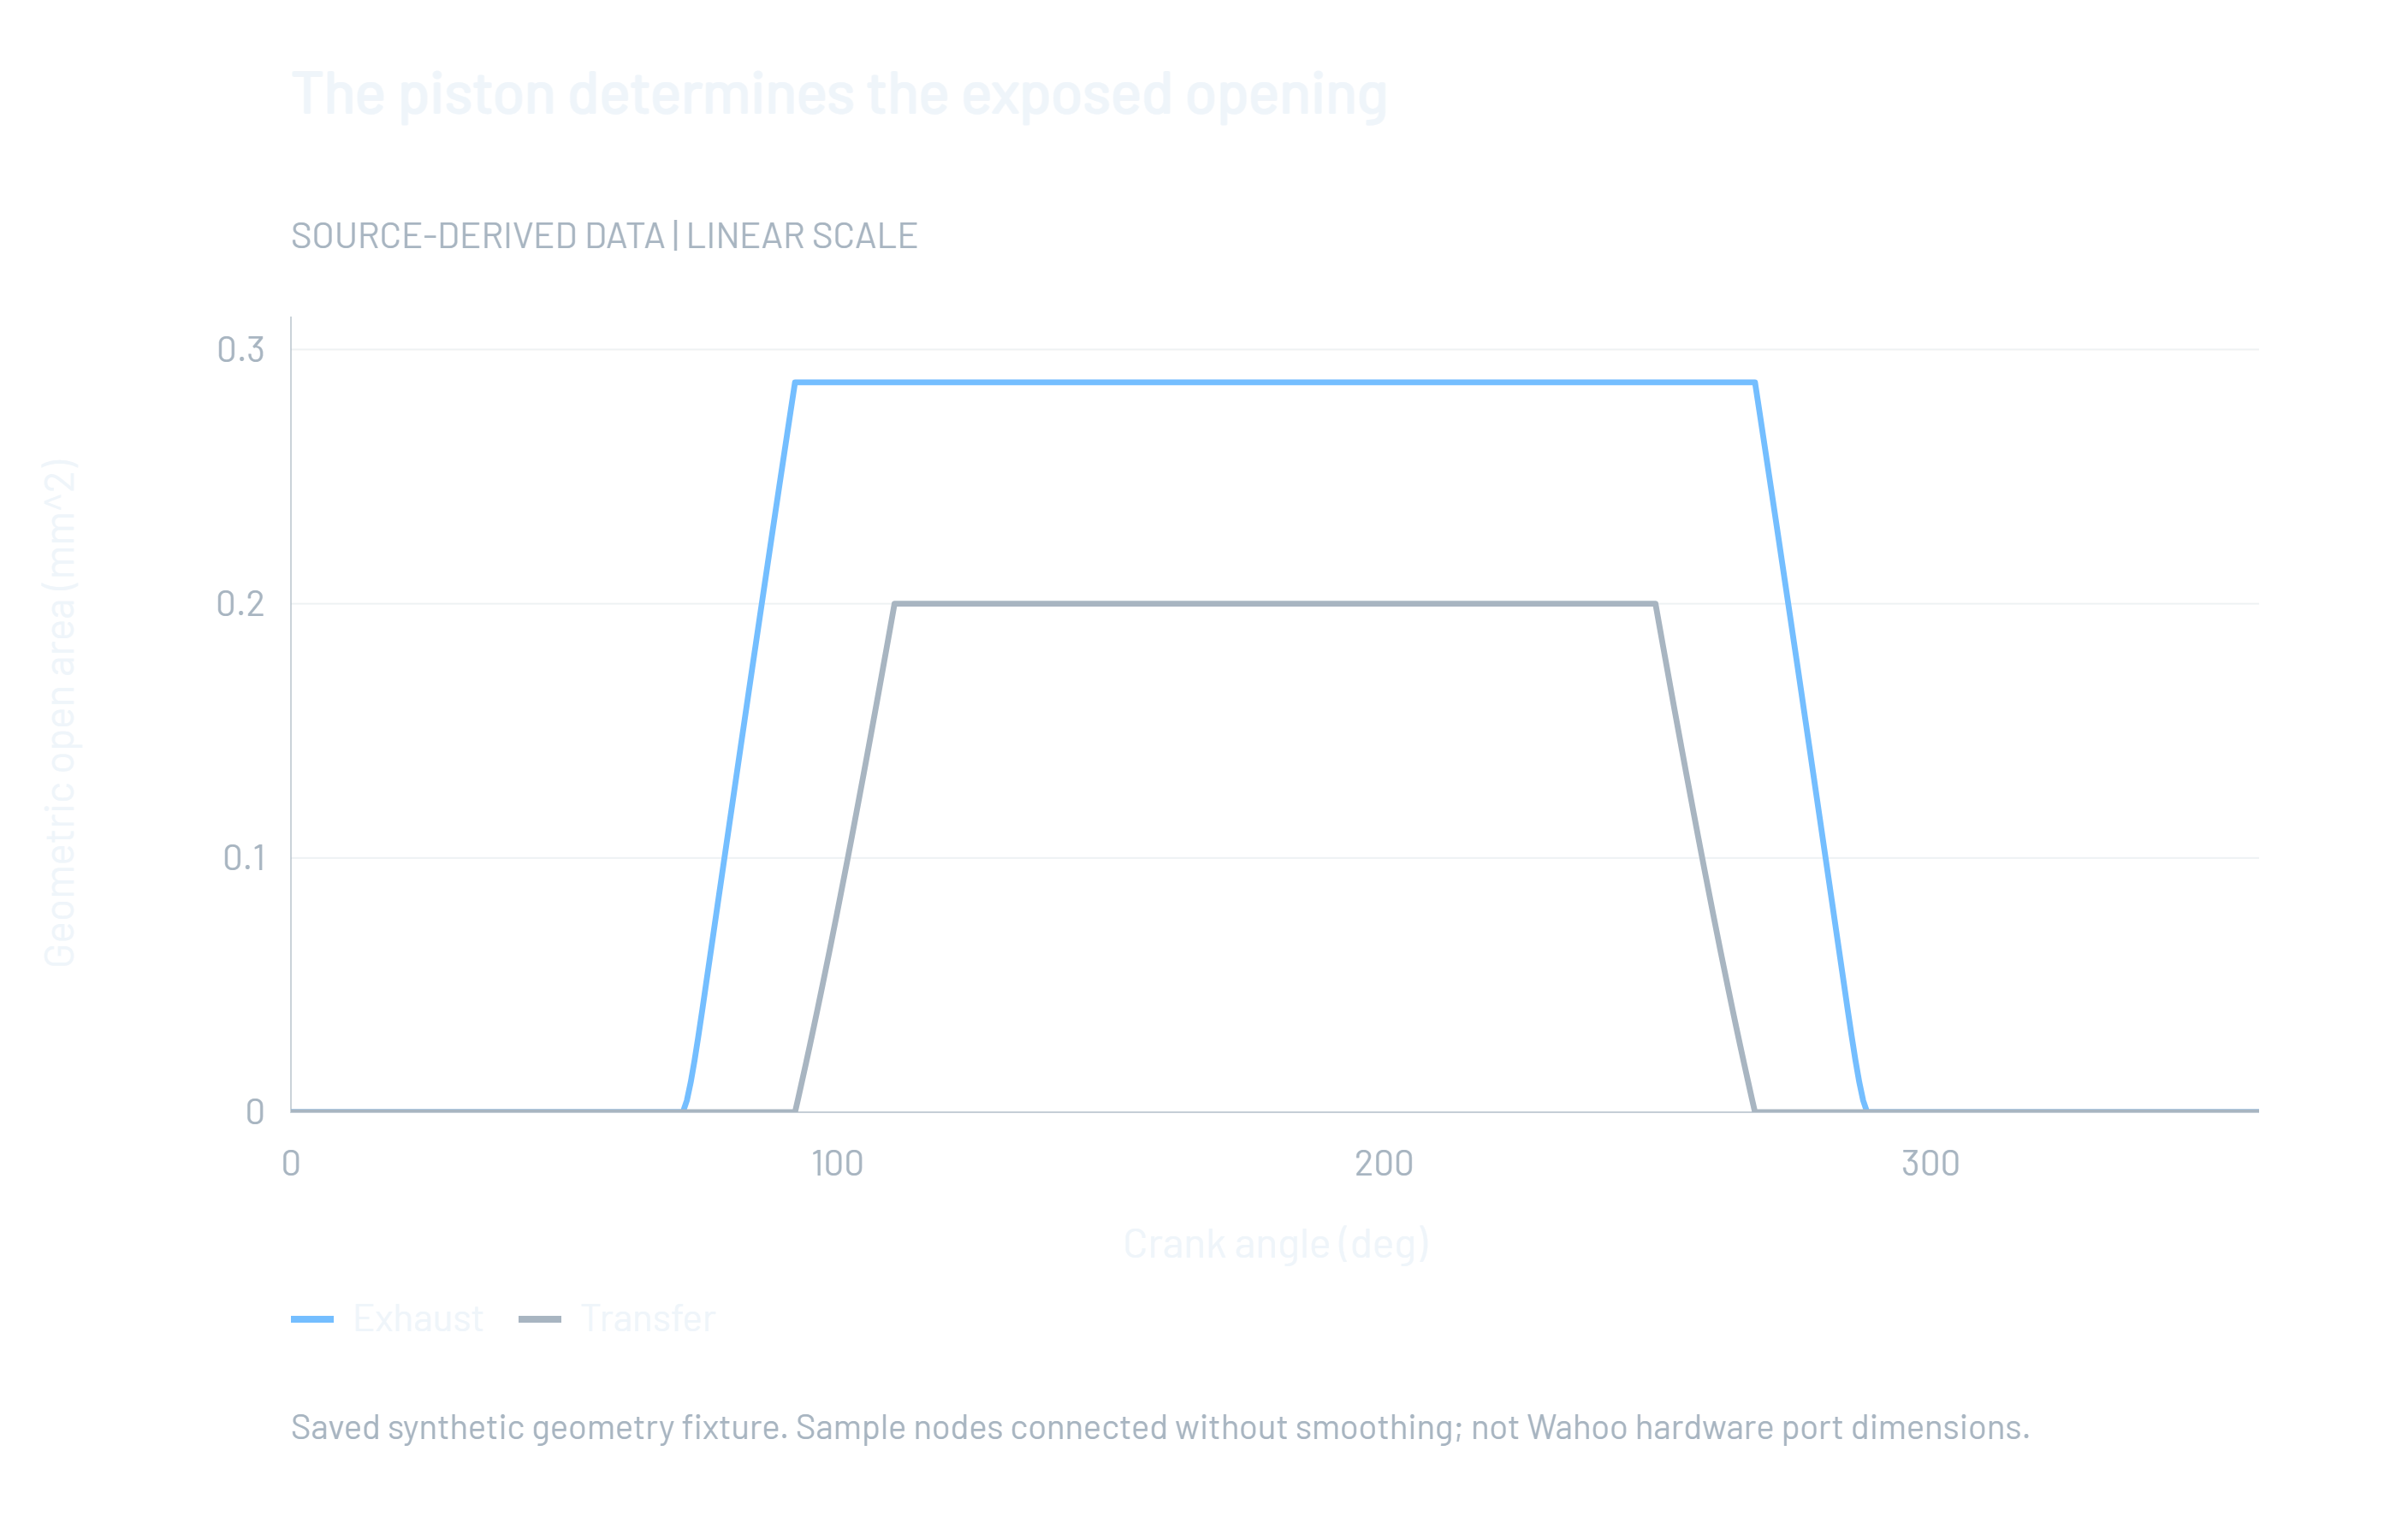 The piston determines the exposed opening
SOURCE-DERIVED DATA | LINEAR SCALE
Geometric open area (mm^2)
0.3
0.2
0.1
0
0
100
200
300
Crank angle (deg)
Exhaust
Transfer
Saved synthetic geometry fixture. Sample nodes connected without smoothing; not Wahoo hardware port dimensions.